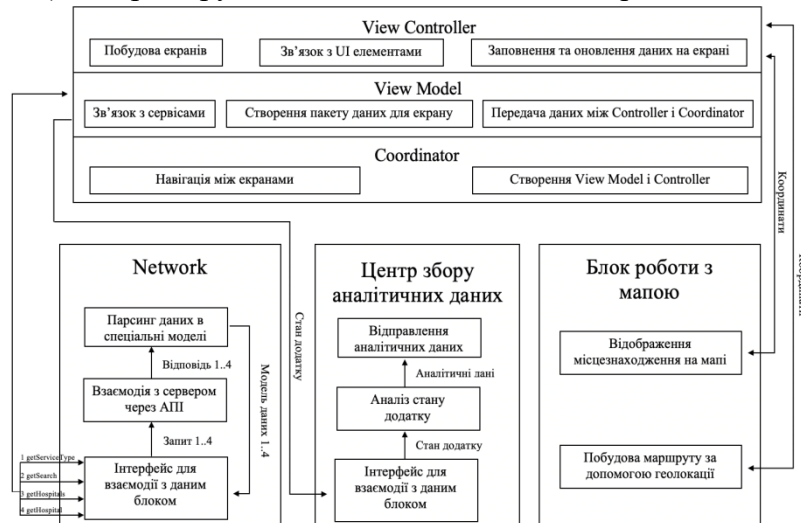 View Controller
Побудова екранів
Зв’язок з UI елементами
Заповнення та оновлення даних на екрані
View Model
Зв’язок з сервісами
Створення пакету даних для екрану
Передача даних між Controller і Coordinator
Coordinator
Навігація між екранами
Створення View Model і Controller
Координати
Network
Парсинг даних в
спеціальні моделі
Відповідь 1..4
Взаємодія з сервером
через АПІ
Запит 1..4
Інтерфейс для
взаємодії з даним
блоком
Модель даних 1..4
1 getServiceType
2 getSearch
3 getHospitals
4 getHospital
Стан додатку
Центр збору
аналітичних даних
Відправлення
аналітичних даних
Аналітичні дані
Аналіз стану
додатку
Стан додатку
Інтерфейс для
взаємодії з даним
блоком
Блок роботи з
мапою
Відображення
місцезнаходження на мапі
Побудова маршруту за
допомогою геолокації